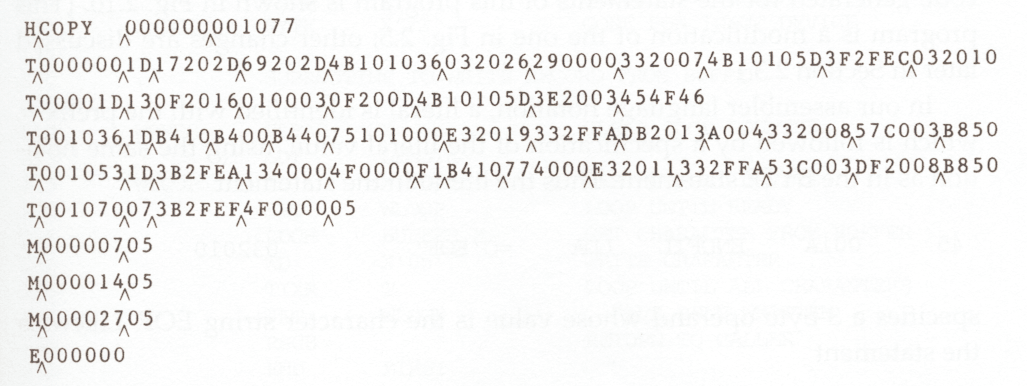 HCOPY  000000001077
T0000001D17202D69202D4B1010360320262900003320074B10105D3F2FEC032010
T00001D130F20160100030F200D4B10105D3E2003454F46
T0010361DB410B400B44075101000E32019332FFADB2013A00433200857C003B850
T0010531D3B2FEA1340004F0000F1B410774000E32011332FFA53C003DF2008B850
T001070073B2FEF4F000005
M00000705
M00001405
M00002705
E000000